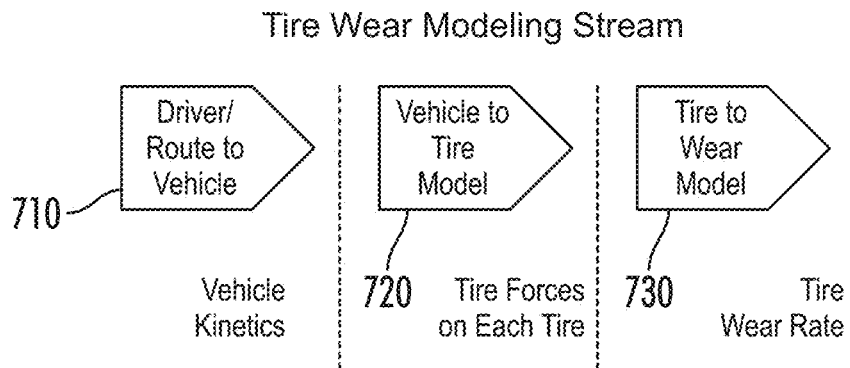 Tire Wear Modeling Stream
Driver/
Route to
Vehicle
710
Vehicle
Kinetics
Vehicle to
Tire
Model
720
Tire Forces
on Each Tire
Tire to
Wear
Model
730
Tire
Wear Rate